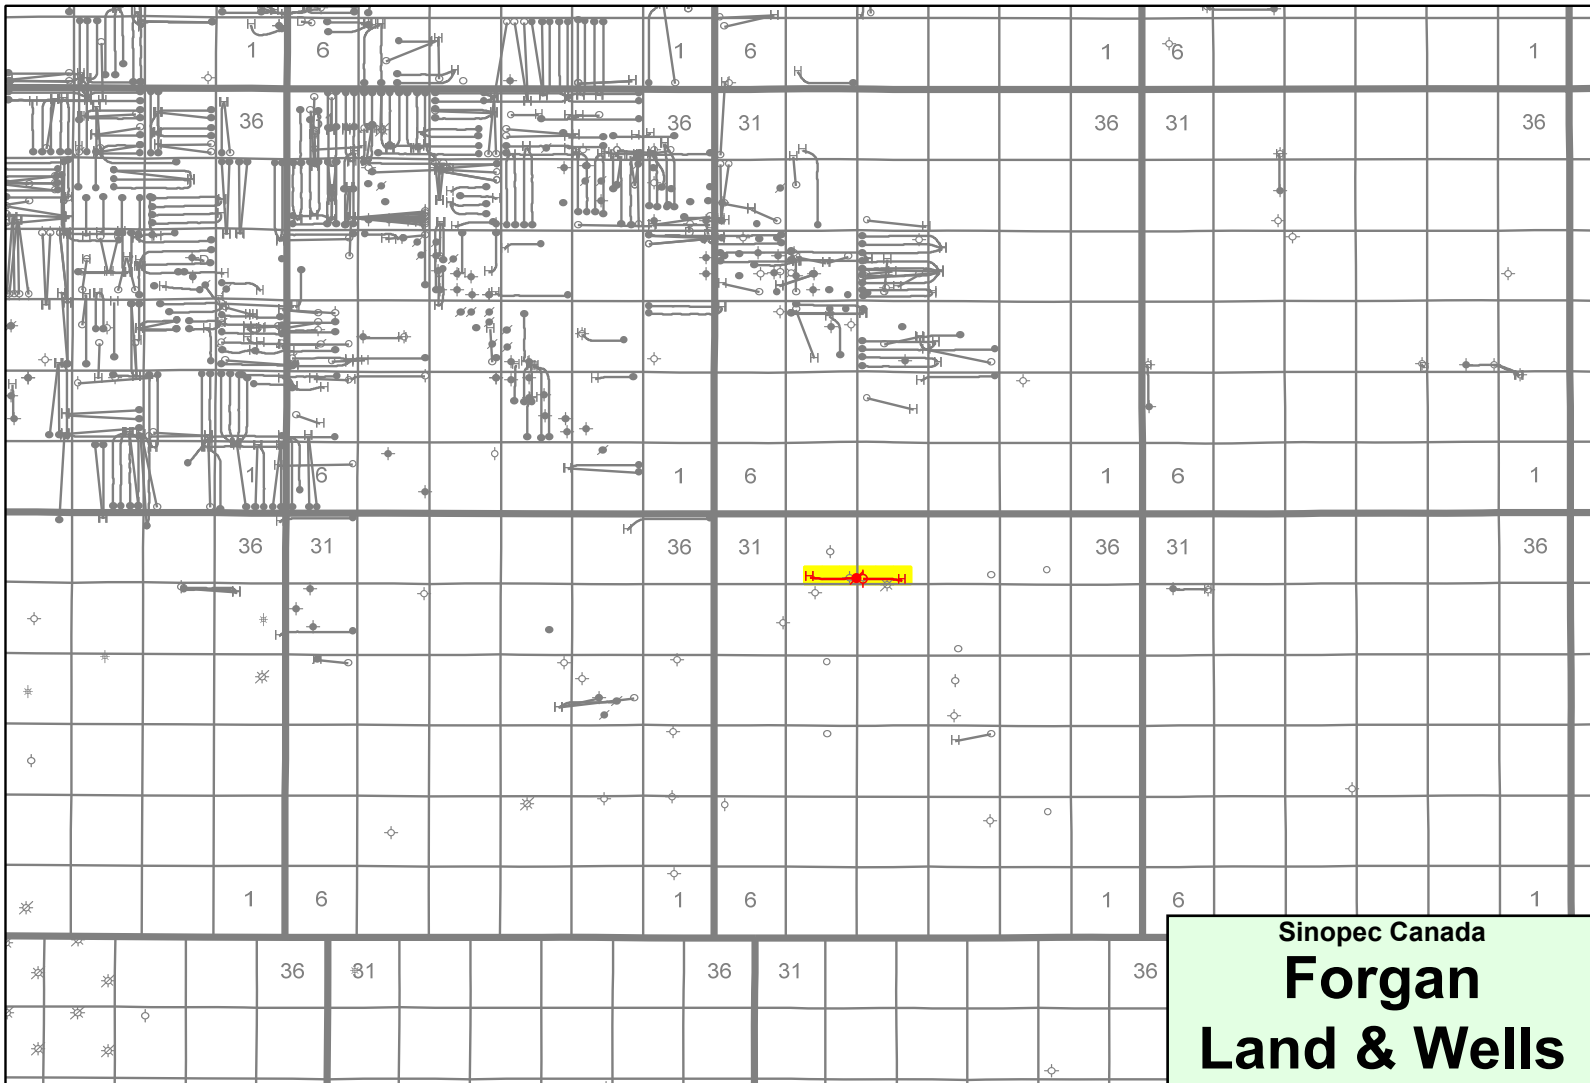 1 6 1 6 1 6 1
36 36 31 36 31 36
1 6 1 6 1 6 1
36 31 36 31 36 31 36
1 6 1 6 1 6 1
36 31 36 31 36
Sinopec Canada
Forgan
Land & Wells